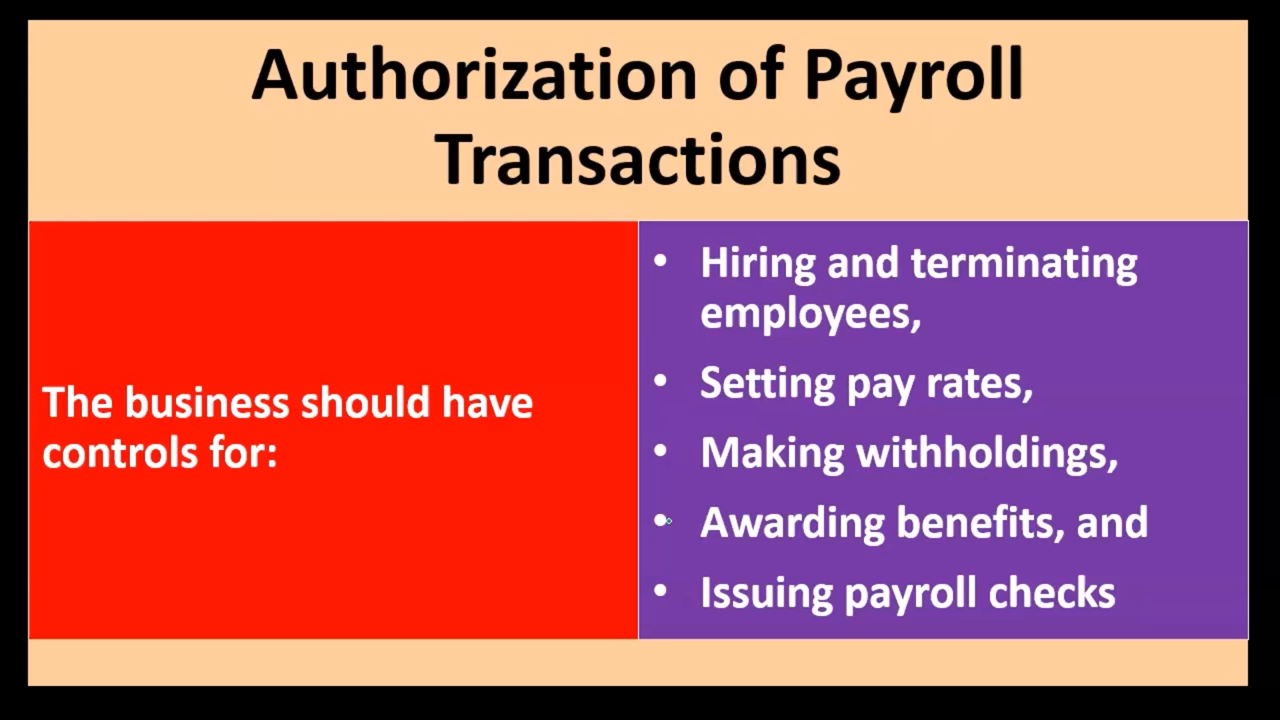 Authorization of Payroll
Transactions
The business should have
controls for:
• Hiring and terminating
employees,
• Setting pay rates,
• Making withholdings,
• Awarding benefits, and
• Issuing payroll checks